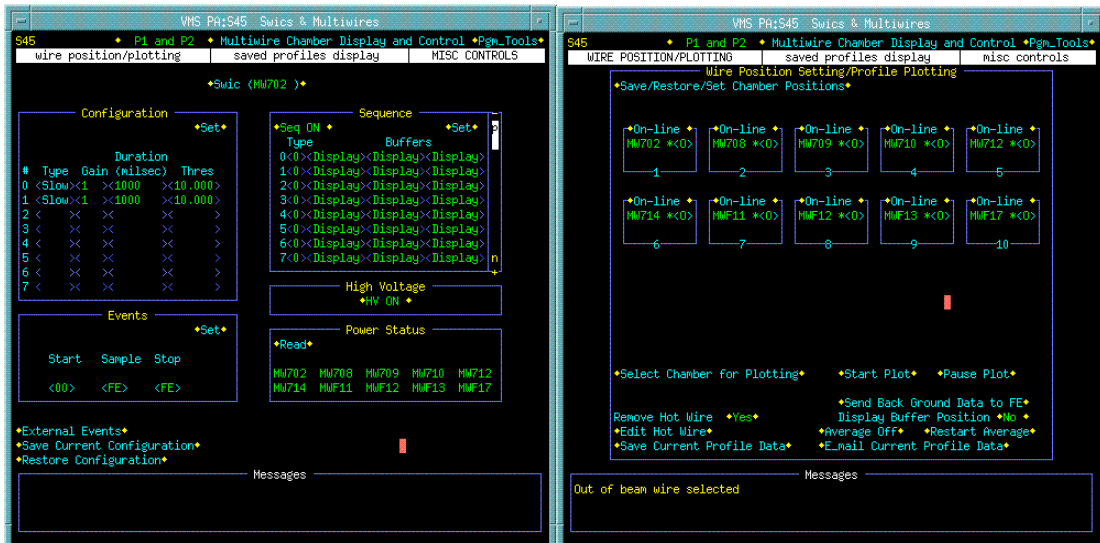 VMS PA:S45 Swics & Multiwires
S45 ◆ P1 and P2 ◆ Multiwire Chamber Display and Control ◆Pgm_Tools◆
wire position/plotting saved profiles display MISC CONTROLS
◆Swic (MW702 )◆
Configuration
◆Set◆
Duration
# Type Gain (milsec) Thres
0 <Slow><1 ><1000 ><10.000>
1 <Slow><1 ><1000 ><10.000>
2 < >< >< >< >
3 < >< >< >< >
4 < >< >< >< >
5 < >< >< >< >
6 < >< >< >< >
7 < >< >< >< >
Events
◆Set◆
Start Sample Stop
<00> <FE> <FE>
Sequence
◆Seq ON ◆ ◆Set◆ p
Type Buffers
0<0><Display><Display><Display>
1<0><Display><Display><Display>
2<0><Display><Display><Display>
3<0><Display><Display><Display>
4<0><Display><Display><Display>
5<0><Display><Display><Display>
6<0><Display><Display><Display>
7<0><Display><Display><Display> n
- +
High Voltage
◆HV ON ◆
Power Status
◆Read◆
MW702 MW708 MW709 MW710 MW712
MW714 MWF11 MWF12 MWF13 MWF17
◆External Events◆
◆Save Current Configuration◆
◆Restore Configuration◆
Messages
VMS PA:S45 Swics & Multiwires
S45 ◆ P1 and P2 ◆ Multiwire Chamber Display and Control ◆Pgm_Tools◆
WIRE POSITION/PLOTTING saved profiles display misc controls
Wire Position Setting/Profile Plotting
◆Save/Restore/Set Chamber Positions◆
◆On-line ◆ ◆On-line ◆ ◆On-line ◆ ◆On-line ◆ ◆On-line ◆
MW702 *<O> MW708 *<O> MW709 *<O> MW710 *<O> MW712 *<O>
1 2 3 4 5
◆On-line ◆ ◆On-line ◆ ◆On-line ◆ ◆On-line ◆ ◆On-line ◆
MW714 *<O> MWF11 *<O> MWF12 *<O> MWF13 *<O> MWF17 *<O>
6 7 8 9 10
◆Select Chamber for Plotting◆ ◆Start Plot◆ ◆Pause Plot◆
◆Send Back Ground Data to FE◆
Remove Hot Wire ◆Yes◆ Display Buffer Position ◆No ◆
◆Edit Hot Wire◆ ◆Average Off◆ ◆Restart Average◆
◆Save Current Profile Data◆ ◆E_mail Current Profile Data◆
Messages
Out of beam wire selected